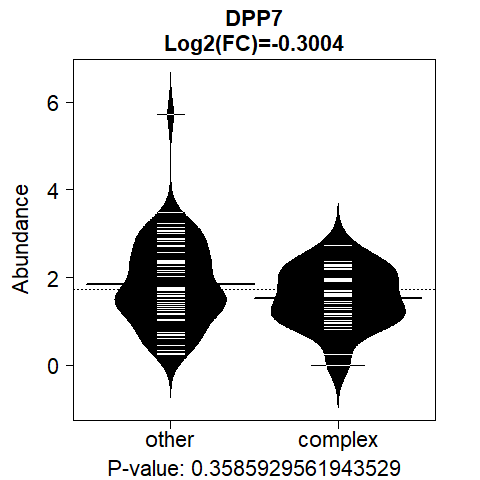 DPP7
Log2(FC)=-0.3004
6
4
2
0
Abundance
other complex
P-value: 0.3585929561943529